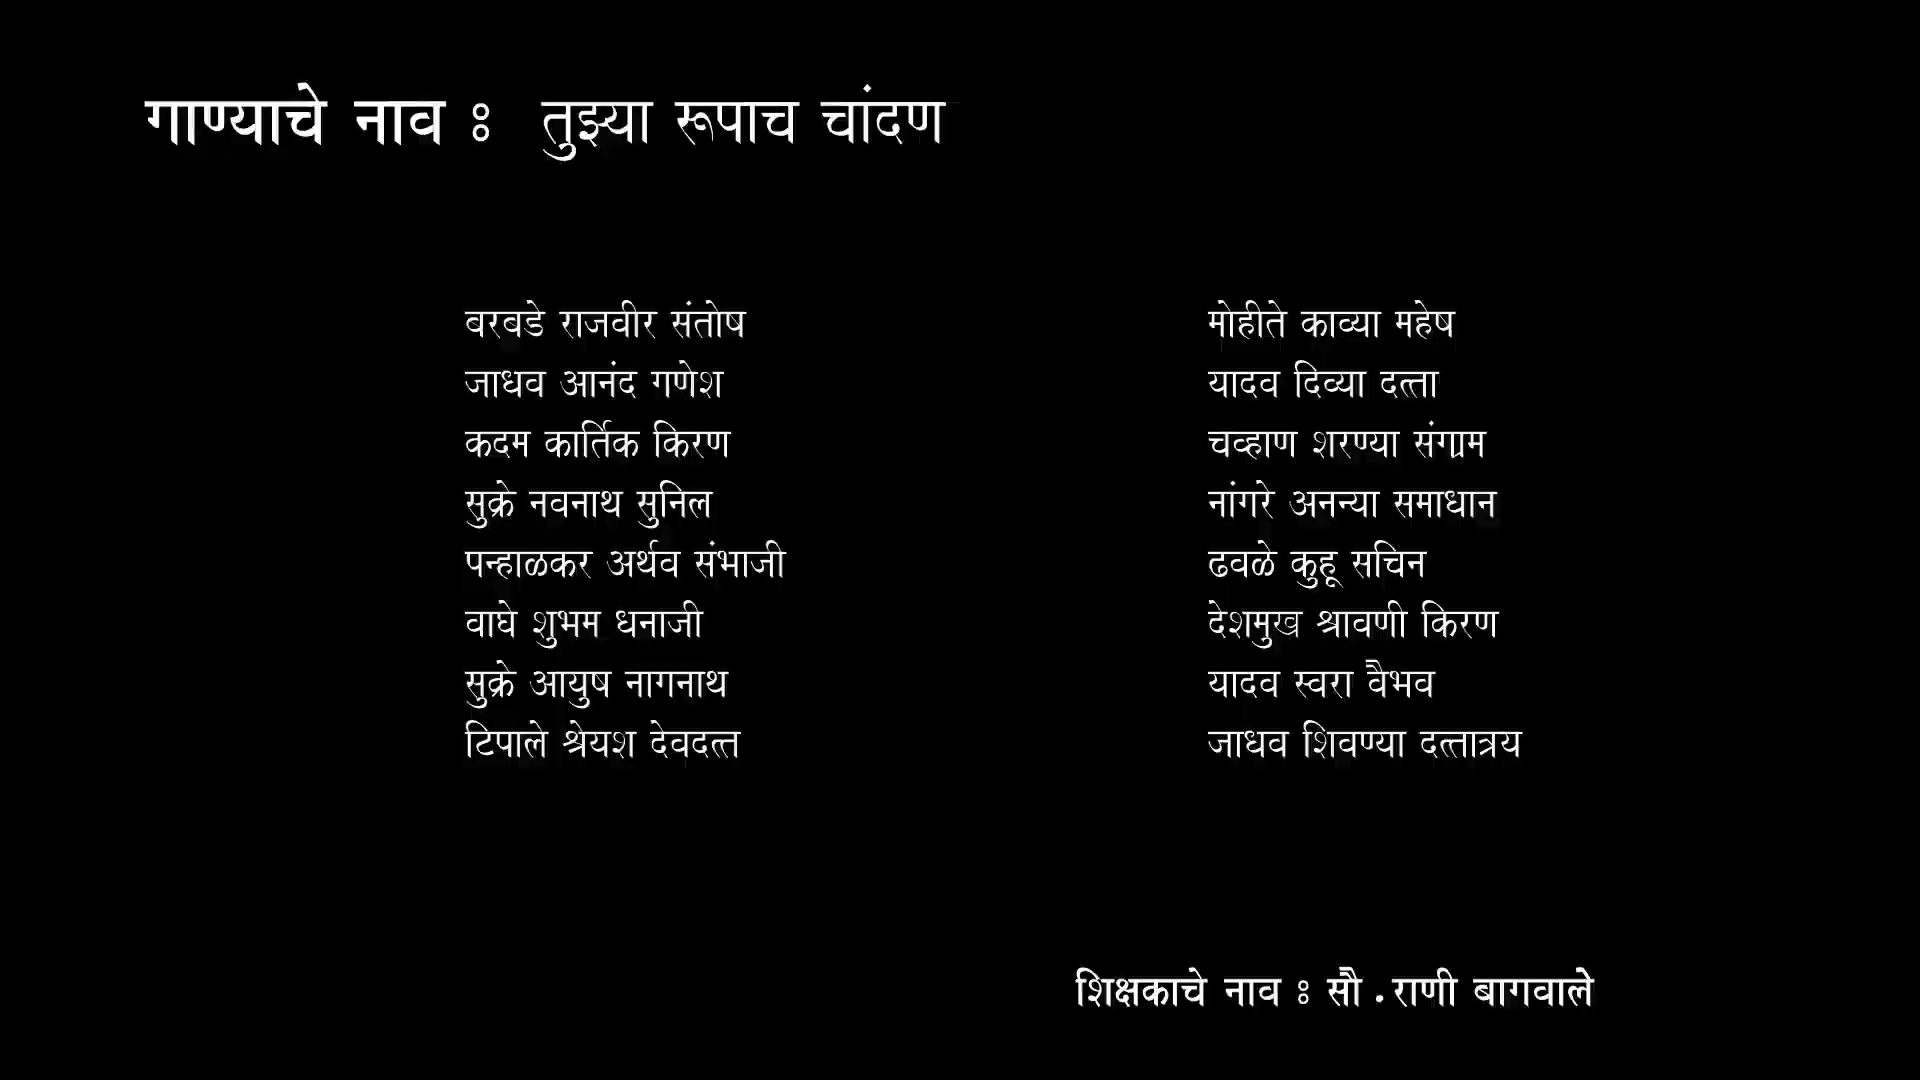 गाण्याचे नाव : तुझ्या रूपाच चांदण
बरबडे राजवीर संतोष
जाधव आनंद गणेश
कदम कार्तिक किरण
सुक्रे नवनाथ सुनिल
पन्हाळकर अर्थव संभाजी
वाघे शुभम धनाजी
सुक्रे आयुष नागनाथ
टिपाले श्रेयश देवदत्त
मोहीते काव्या महेष
यादव दिव्या दत्ता
चव्हाण शरण्या संगाम
नांगरे अनन्या समाधान
ढवळे कुहू सचिन
देशमुख श्रावणी किरण
यादव स्वरा वैभव
जाधव शिवण्या दत्तात्रय
शिक्षकाचे नाव : सौ .राणी बागवाले